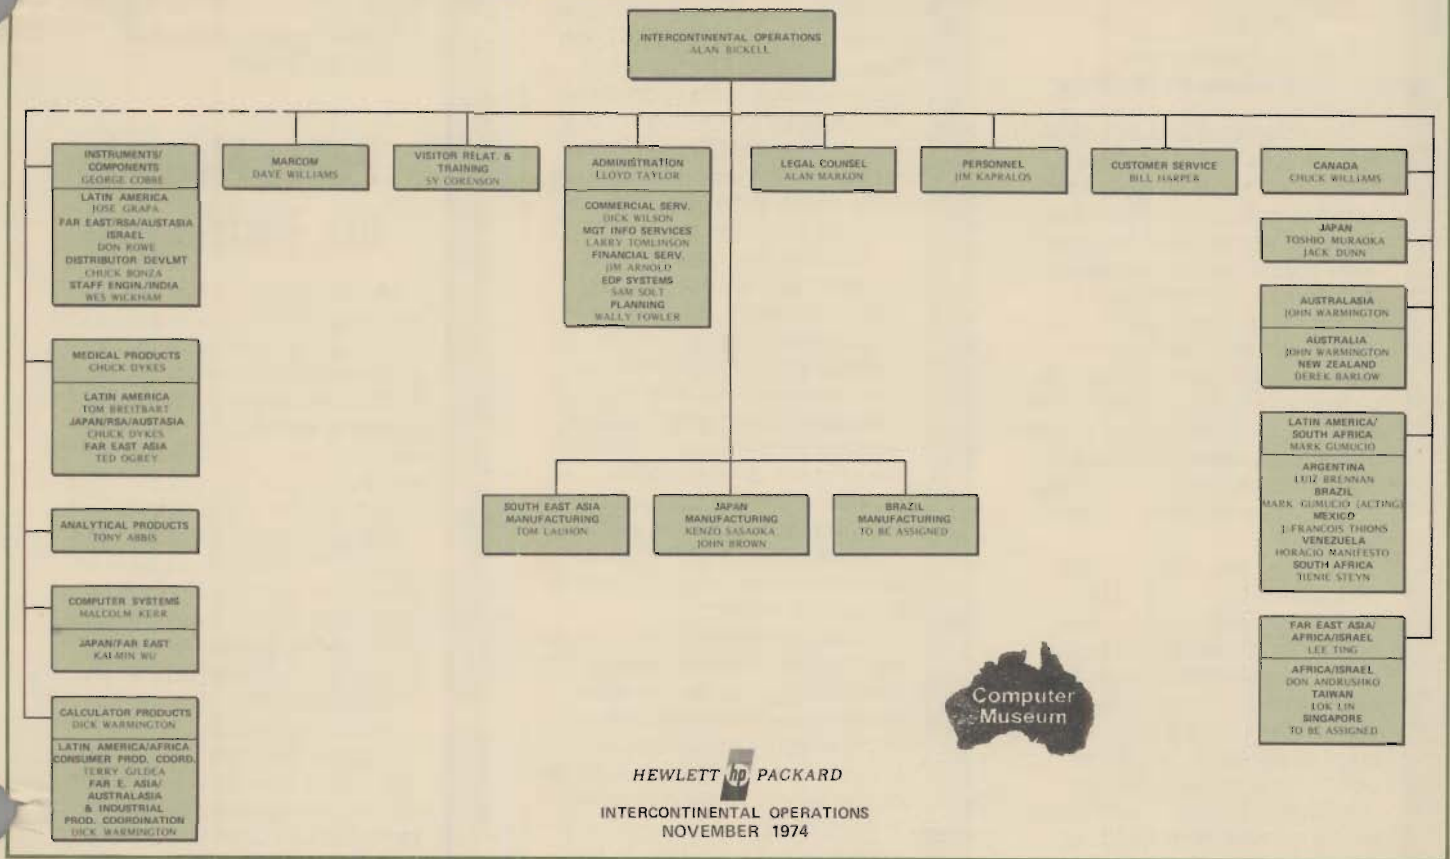 INTERCONTINENTAL OPERATIONS
ALAN BICKELL
INSTRUMENTS/
COMPONENTS
GEORGE COBBE
LATIN AMERICA
JOSE GRAPA
FAR EAST/RSA/AUSTASIA
ISRAEL
DON ROWE
DISTRIBUTOR DEVLMT
CHUCK BONZA
STAFF ENGIN./INDIA
WES WICKHAM
MEDICAL PRODUCTS
CHUCK DYKES
LATIN AMERICA
TOM BREITBART
JAPAN/RSA/AUSTASIA
CHUCK DYKES
FAR EAST ASIA
TED OGREY
ANALYTICAL PRODUCTS
TONY ABBIS
COMPUTER SYSTEMS
MALCOLM KERR
JAPAN/FAR EAST
KAI-MIN WU
CALCULATOR PRODUCTS
DICK WARMINGTON
LATIN AMERICA/AFRICA
CONSUMER PROD. COORD.
TERRY GILDEA
FAR E. ASIA/
AUSTRALASIA
& INDUSTRIAL
PROD. COORDINATION
DICK WARMINGTON
MARCOM
DAVE WILLIAMS
VISITOR RELAT. &
TRAINING
SY CORENSON
ADMINISTRATION
LLOYD TAYLOR
COMMERCIAL SERV.
DICK WILSON
MGT INFO SERVICES
LARRY TOMLINSON
FINANCIAL SERV.
JIM ARNOLD
EDP SYSTEMS
SAM SOLT
PLANNING
WALLY FOWLER
LEGAL COUNSEL
ALAN MARKON
PERSONNEL
JIM KAPRALOS
CUSTOMER SERVICE
BILL HARPER
CANADA
CHUCK WILLIAMS
JAPAN
TOSHIO MURAOKA
JACK DUNN
AUSTRALASIA
JOHN WARMINGTON
AUSTRALIA
JOHN WARMINGTON
NEW ZEALAND
DEREK BARLOW
LATIN AMERICA/
SOUTH AFRICA
MARK GUMUCIO
ARGENTINA
LUIZ BRENNAN
BRAZIL
MARK GUMUCIO (ACTING)
MEXICO
J-FRANCOIS THIONS
VENEZUELA
HORACIO MANIFESTO
SOUTH AFRICA
STEYN
FAR EAST ASIA/
AFRICA/ISRAEL
LEE TING
AFRICA/ISRAEL
DON ANDRUSHKO
TAIWAN
LOK LIN
SINGAPORE
TO BE ASSIGNED
SOUTH EAST ASIA
MANUFACTURING
TOM LAUHON
JAPAN
MANUFACTURING
KENZO SASAOKA
JOHN BROWN
BRAZIL
MANUFACTURING
TO BE ASSIGNED
Computer
Museum
HEWLETT hp PACKARD
INTERCONTINENTAL OPERATIONS
NOVEMBER 1974